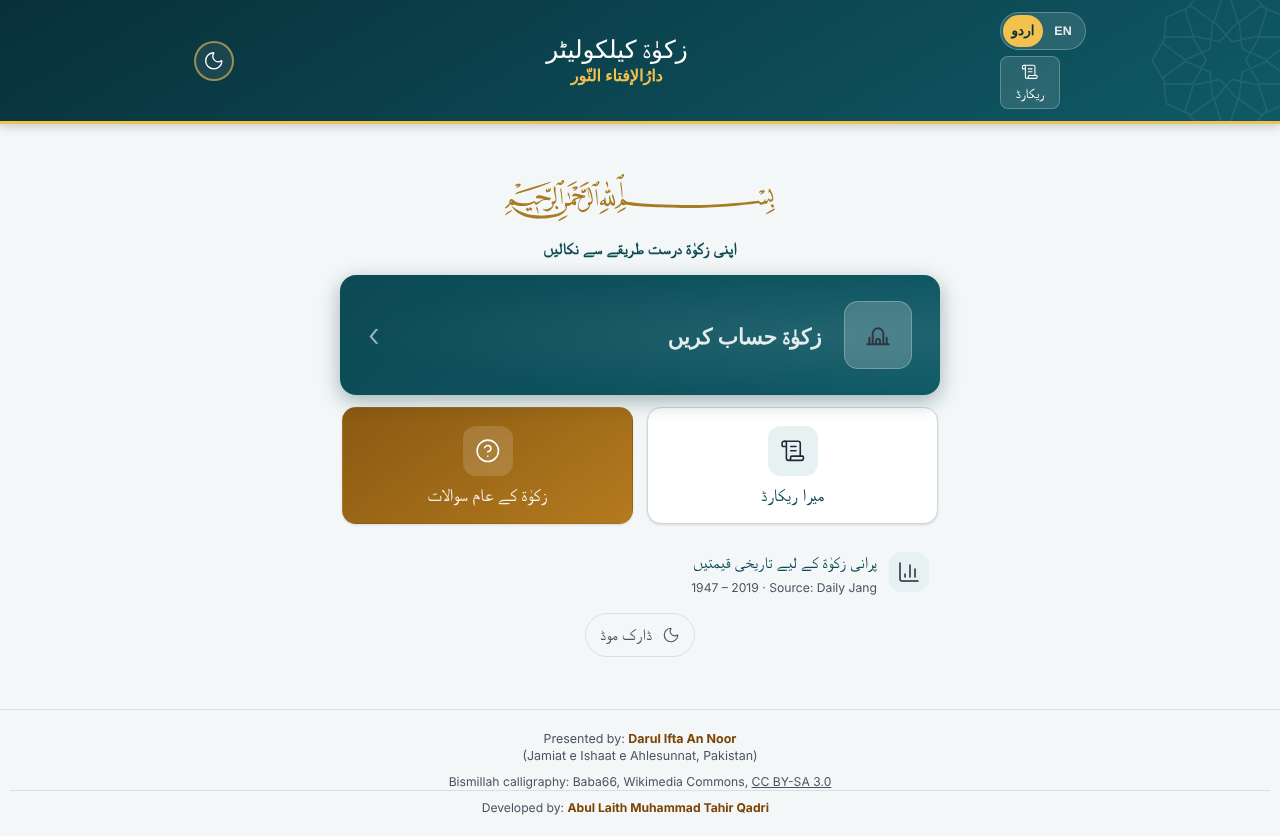 اردو
EN
زکوٰۃ کیلکولیٹر
دارُالإفتاء النّور
ریکارڈ
بِسْمِ اللهِ الرَّحْمٰنِ الرَّحِيْمِ
اپنی زکوٰۃ درست طریقے سے نکالیں
زکوٰۃ حساب کریں
میرا ریکارڈ
زکوٰۃ کے عام سوالات
پرانی زکوٰۃ کے لیے تاریخی قیمتیں
1947 – 2019 · Source: Daily Jang
ڈارک موڈ
Presented by: Darul Ifta An Noor
(Jamiat e Ishaat e Ahlesunnat, Pakistan)
Bismillah calligraphy: Baba66, Wikimedia Commons, CC BY-SA 3.0
Developed by: Abul Laith Muhammad Tahir Qadri